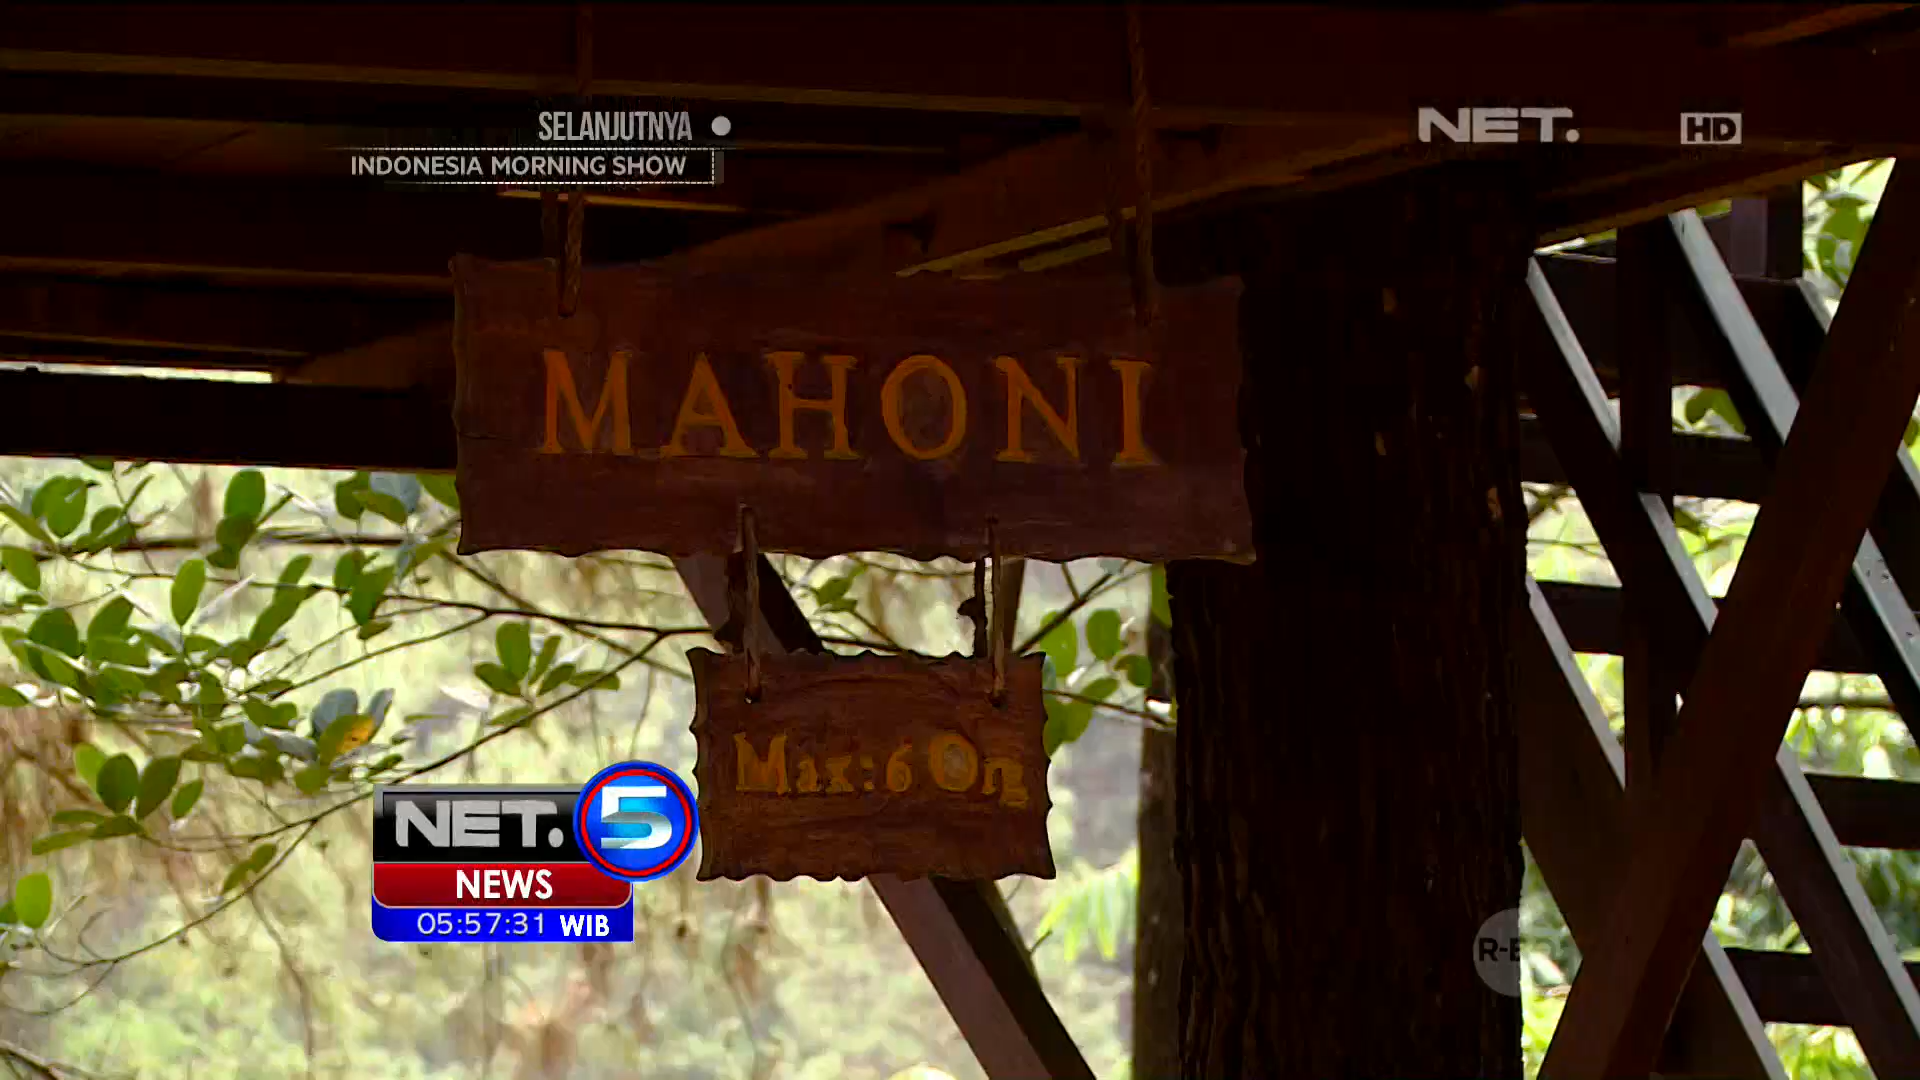 SELANJUTNYA
INDONESIA MORNING SHOW
NET.
HD
MAHONI
Max:6 Org
NET. 5
NEWS
05:57:31 WIB